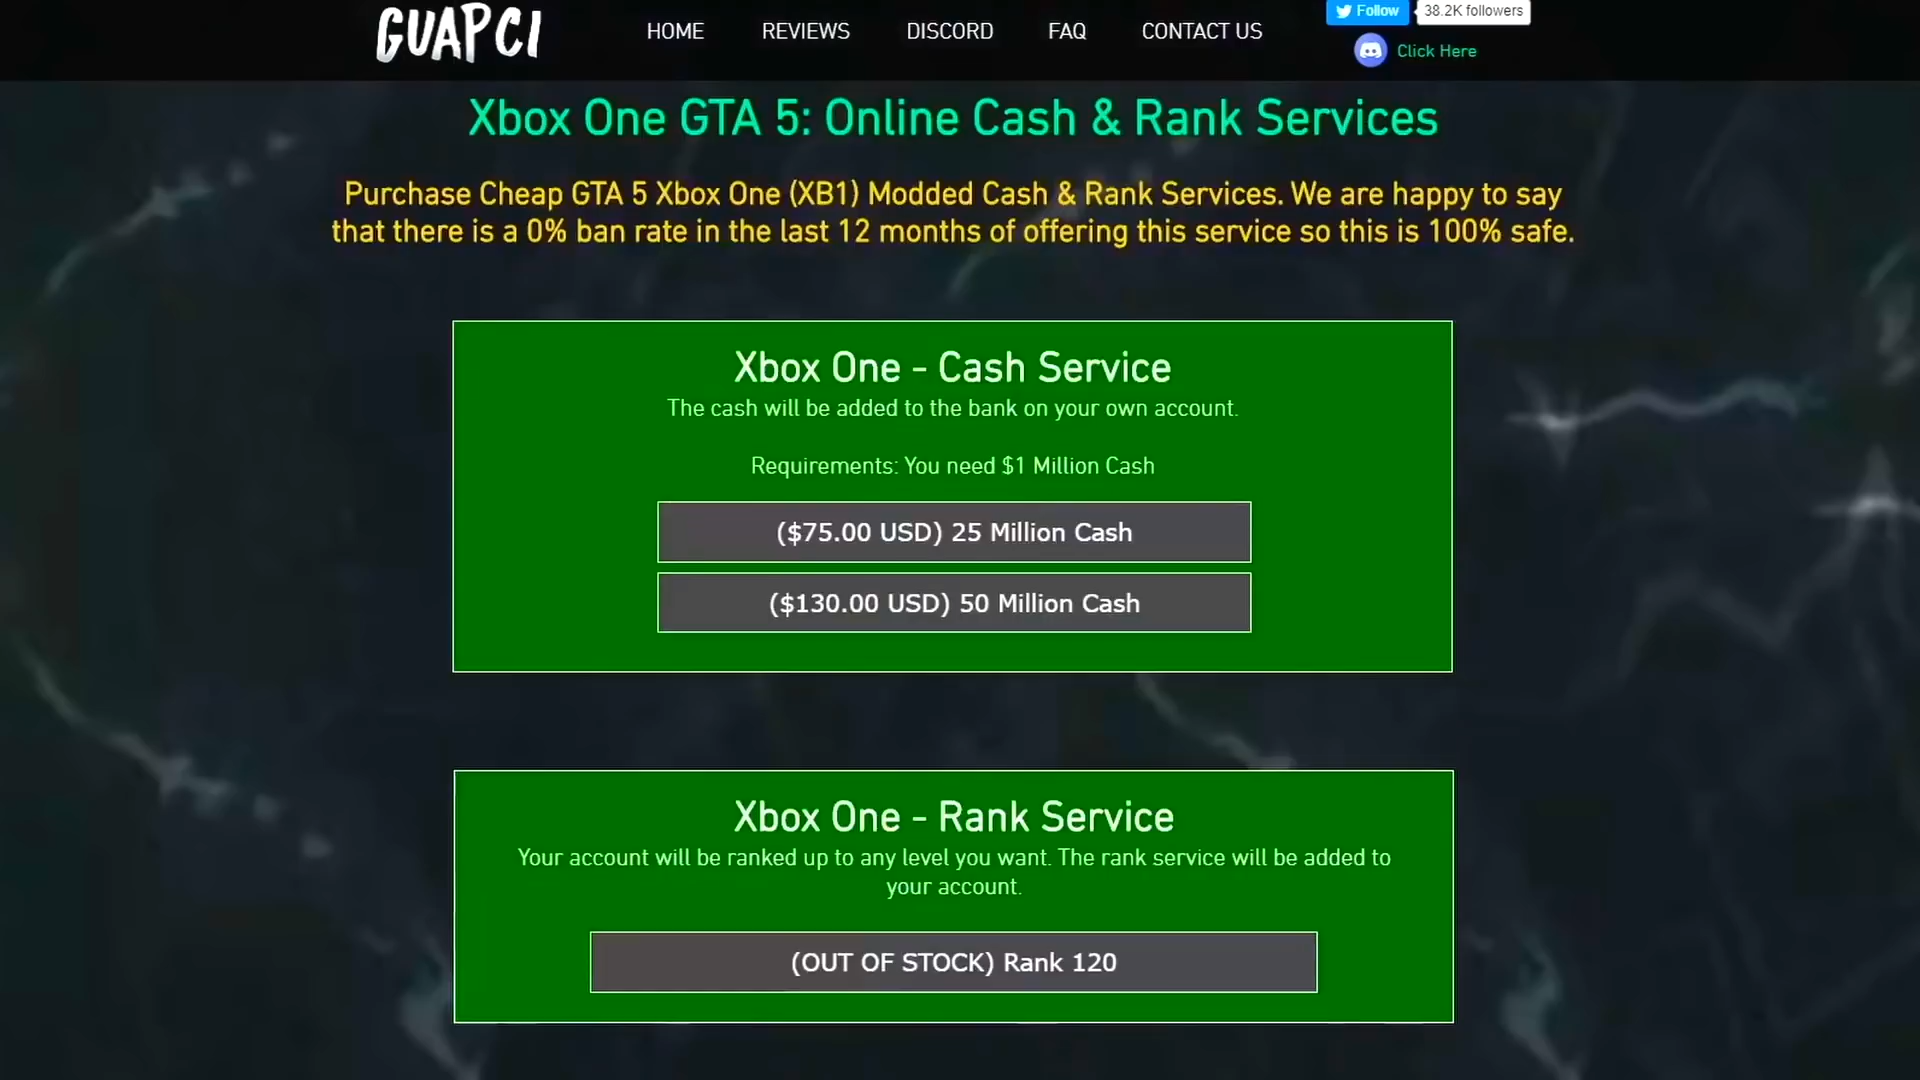 GUAPCI
HOME REVIEWS DISCORD FAQ CONTACT US
Follow 38.2K followers
Click Here
Xbox One GTA 5: Online Cash & Rank Services
Purchase Cheap GTA 5 Xbox One (XB1) Modded Cash & Rank Services. We are happy to say
that there is a 0% ban rate in the last 12 months of offering this service so this is 100% safe.
Xbox One - Cash Service
The cash will be added to the bank on your own account.
Requirements: You need $1 Million Cash
($75.00 USD) 25 Million Cash
($130.00 USD) 50 Million Cash
Xbox One - Rank Service
Your account will be ranked up to any level you want. The rank service will be added to
your account.
(OUT OF STOCK) Rank 120